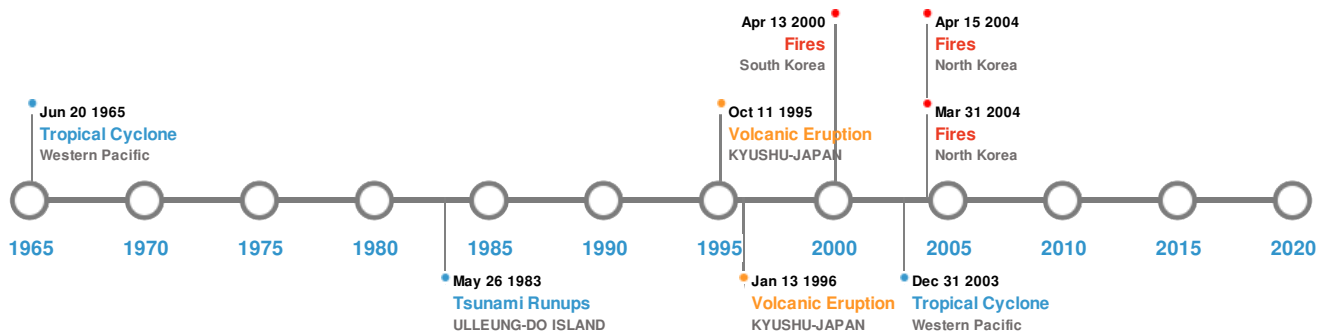 Apr 13 2000
Fires
South Korea
Apr 15 2004
Fires
North Korea
Jun 20 1965
Tropical Cyclone
Western Pacific
Oct 11 1995
Volcanic Eruption
KYUSHU-JAPAN
Mar 31 2004
Fires
North Korea
1965 1970 1975 1980 1985 1990 1995 2000 2005 2010 2015 2020
May 26 1983
Tsunami Runups
ULLEUNG-DO ISLAND
Jan 13 1996
Volcanic Eruption
KYUSHU-JAPAN
Dec 31 2003
Tropical Cyclone
Western Pacific